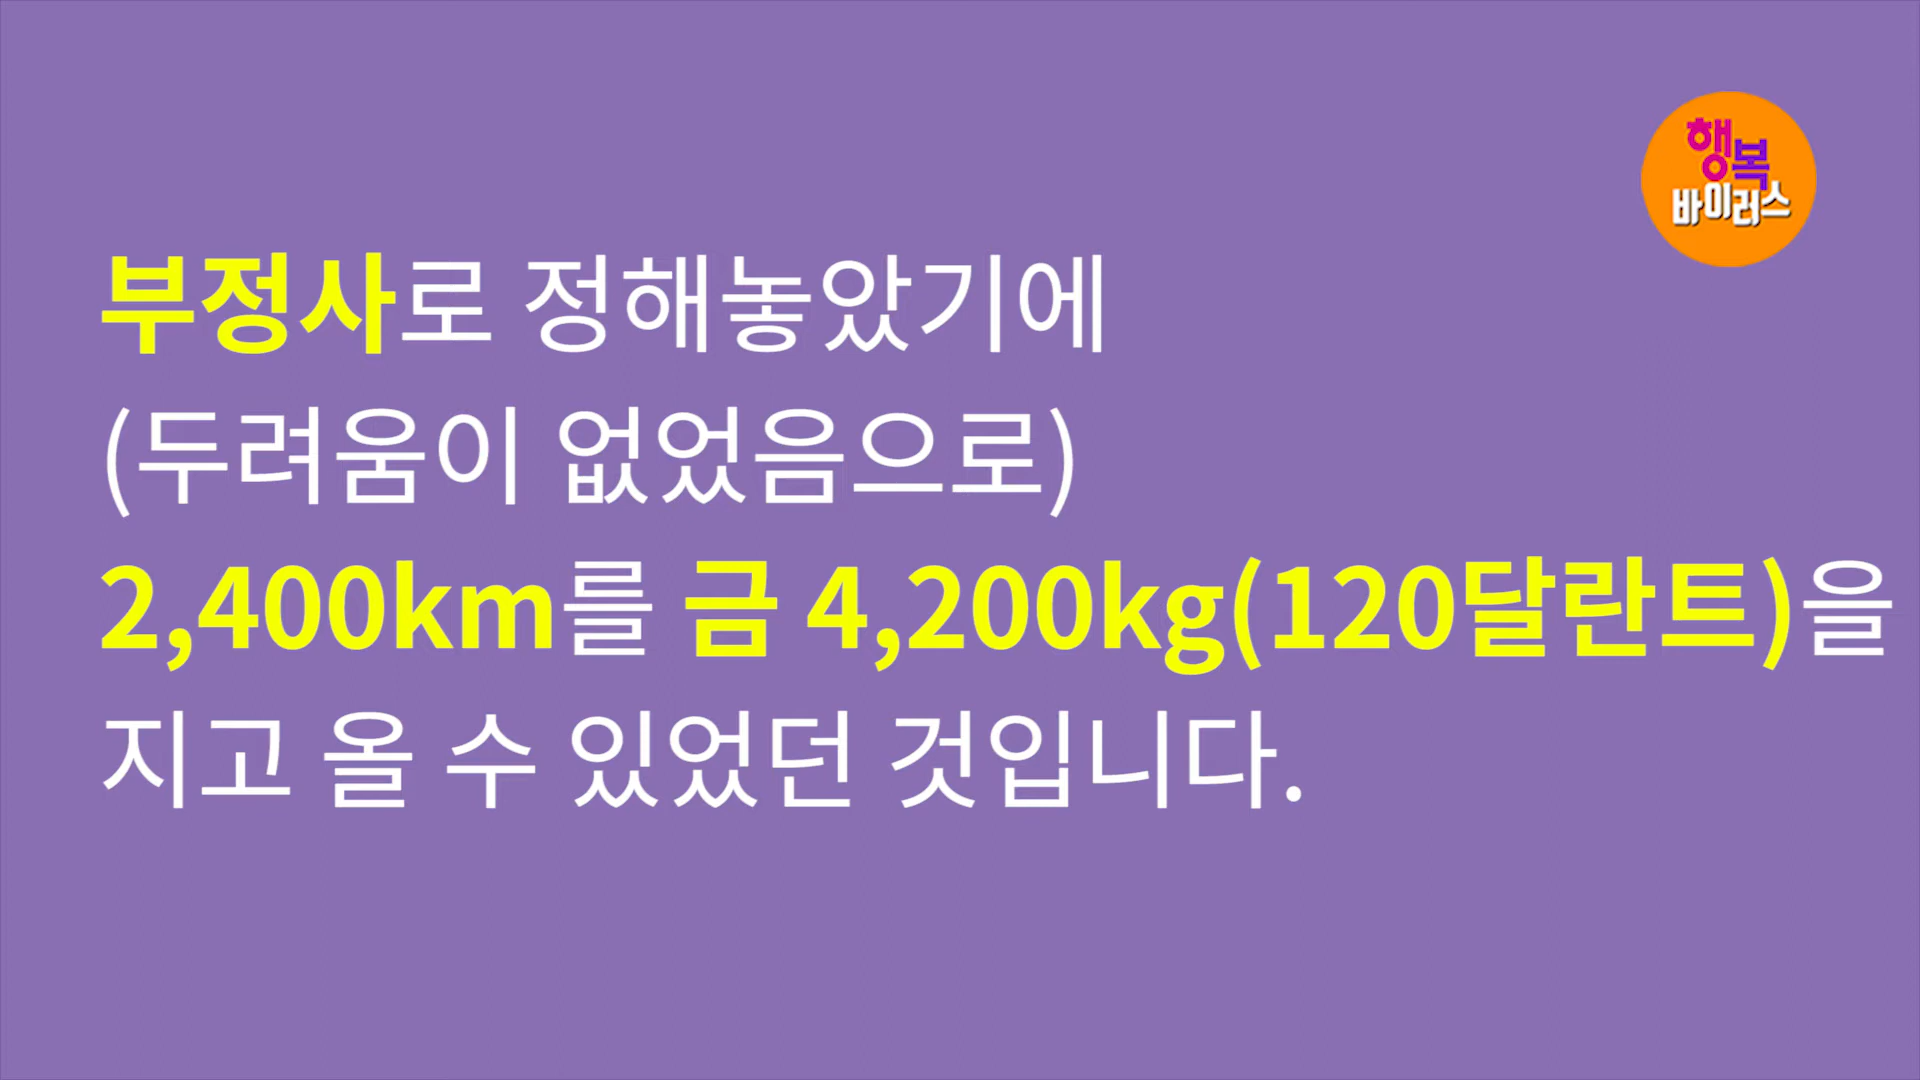 행복
바이러스
부정사로 정해놓았기에
(두려움이 없었음으로)
2,400km를 금 4,200kg(120달란트)을
지고 올 수 있었던 것입니다.